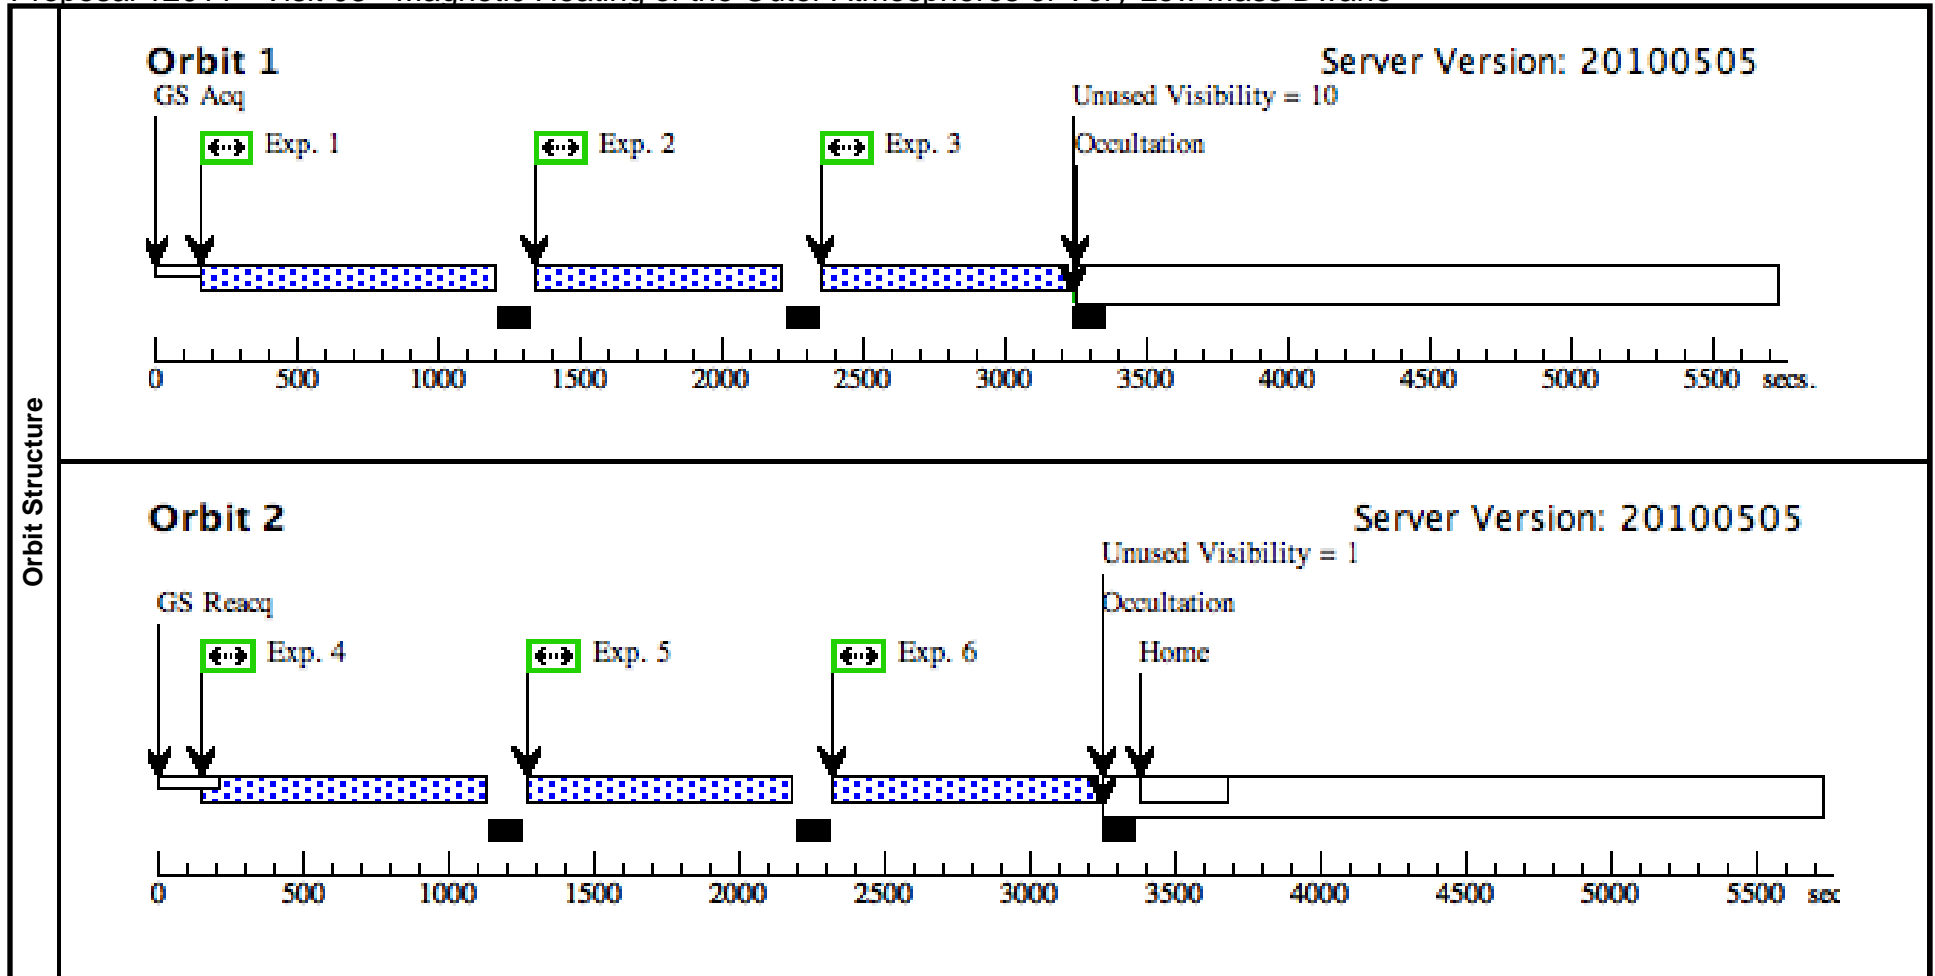 Orbit 1
Server Version: 20100505
GS Acq
Unused Visibility = 10
Exp. 1
Exp. 2
Exp. 3
Occultation
0 500 1000 1500 2000 2500 3000 3500 4000 4500 5000 5500 secs.
Orbit Structure
Orbit 2
Server Version: 20100505
Unused Visibility = 1
GS Reacq
Occultation
Exp. 4
Exp. 5
Exp. 6
Home
0 500 1000 1500 2000 2500 3000 3500 4000 4500 5000 5500 sec